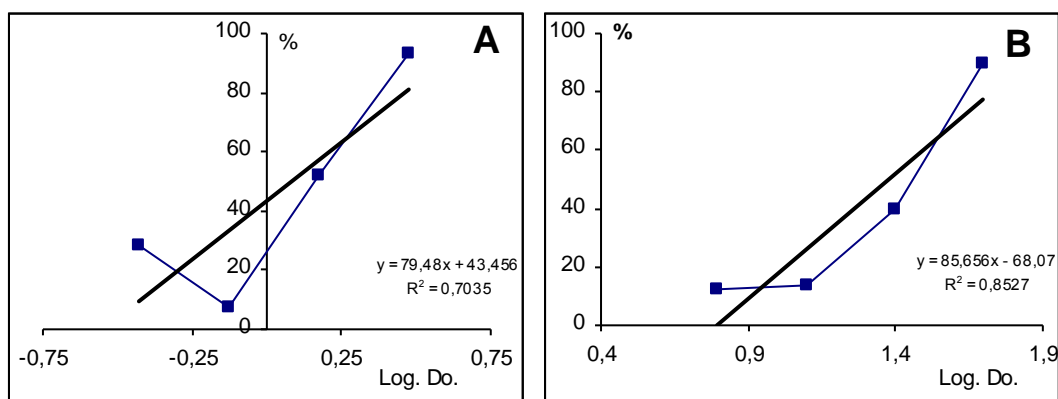 A
%
100
80
60
40
20
0
-0,75
-0,25
0,25
0,75
Log. Do.
y = 79,48x + 43,456
R² = 0,7035
B
%
100
80
60
40
20
0
0,4
0,9
1,4
1,9
Log. Do.
y = 85,656x - 68,07
R² = 0,8527